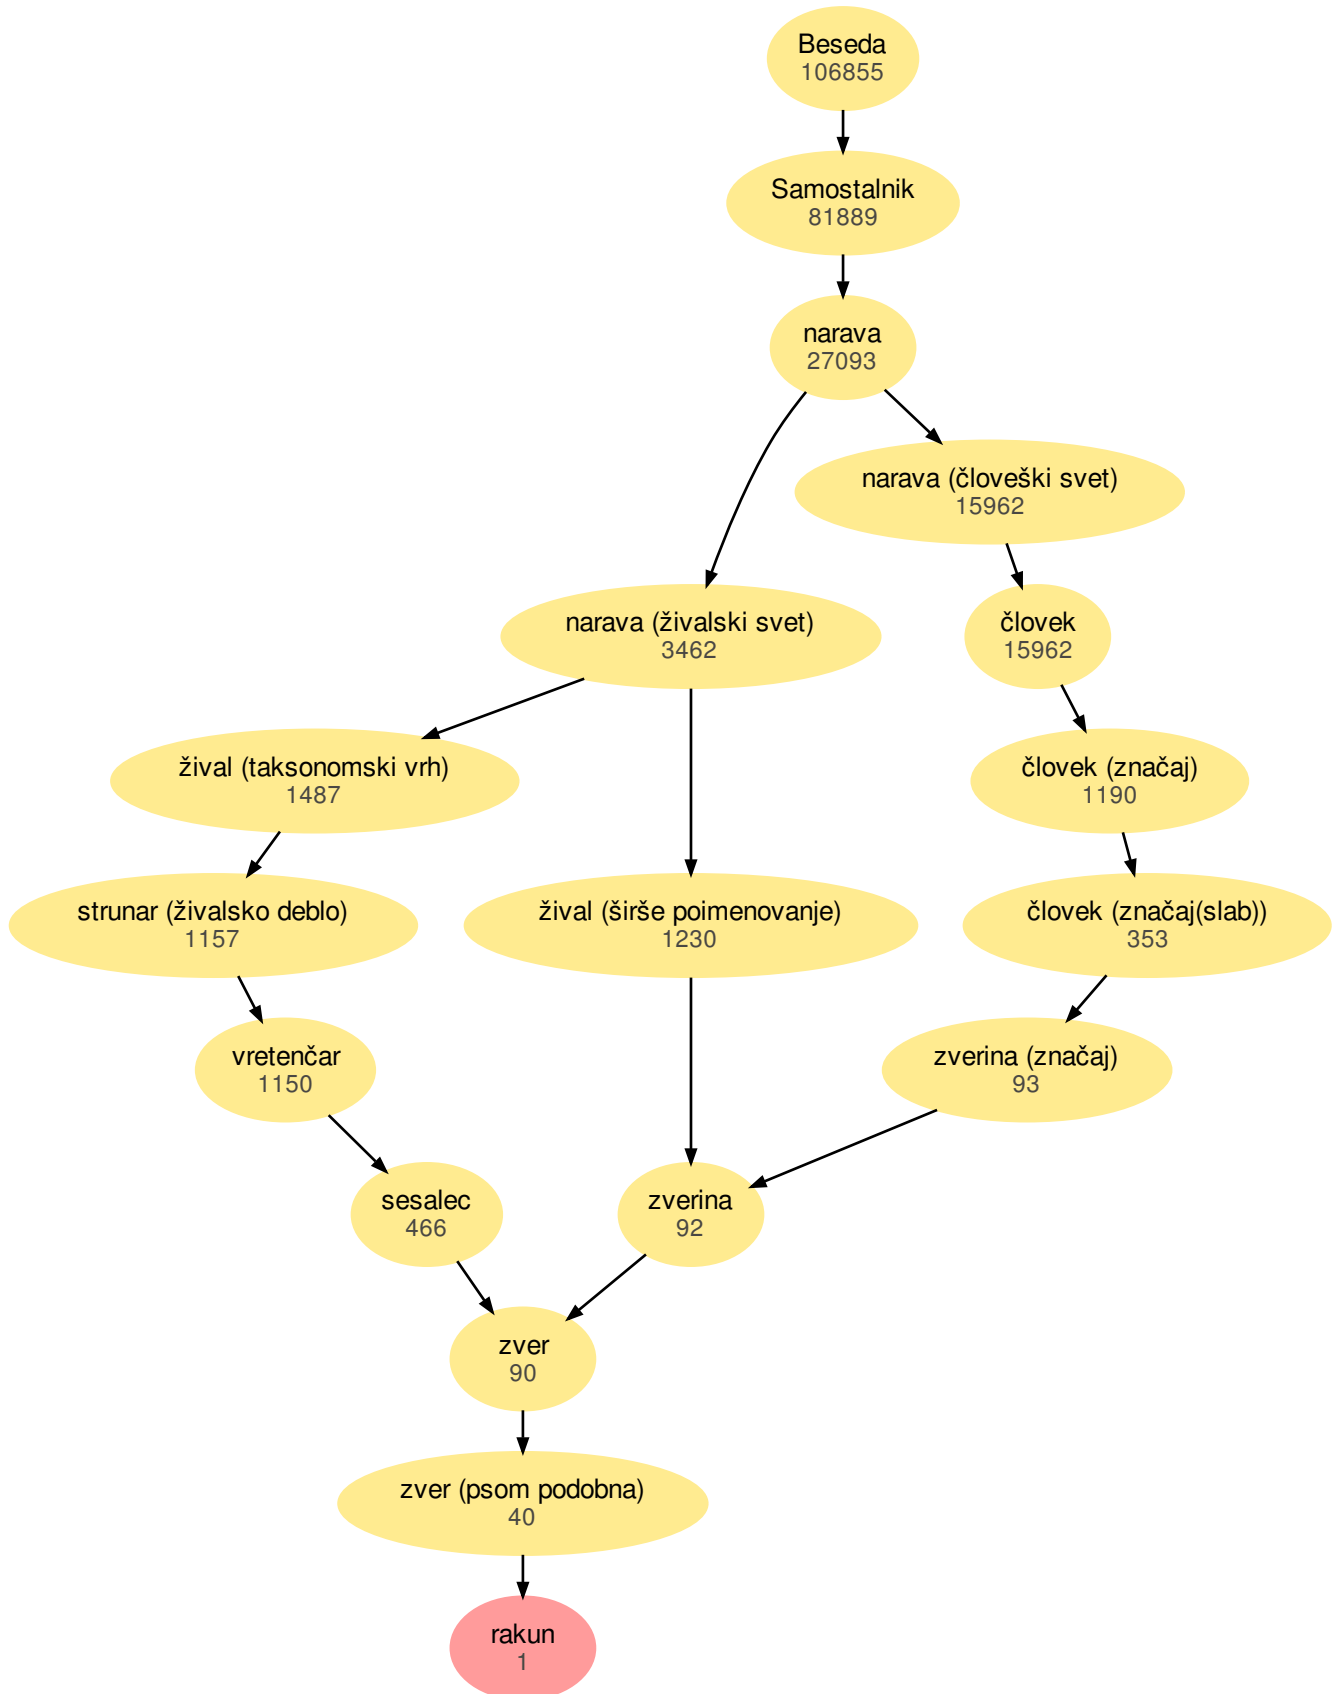 Beseda
106855
Samostalnik
81889
narava
27093
narava (človeški svet)
15962
narava (živalski svet)
3462
človek
15962
žival (taksonomski vrh)
1487
človek (značaj)
1190
strunar (živalsko deblo)
1157
žival (širše poimenovanje)
1230
človek (značaj(slab))
353
vretenčar
1150
zverina (značaj)
93
sesalec
466
zverina
92
zver
90
zver (psom podobna)
40
rakun
1